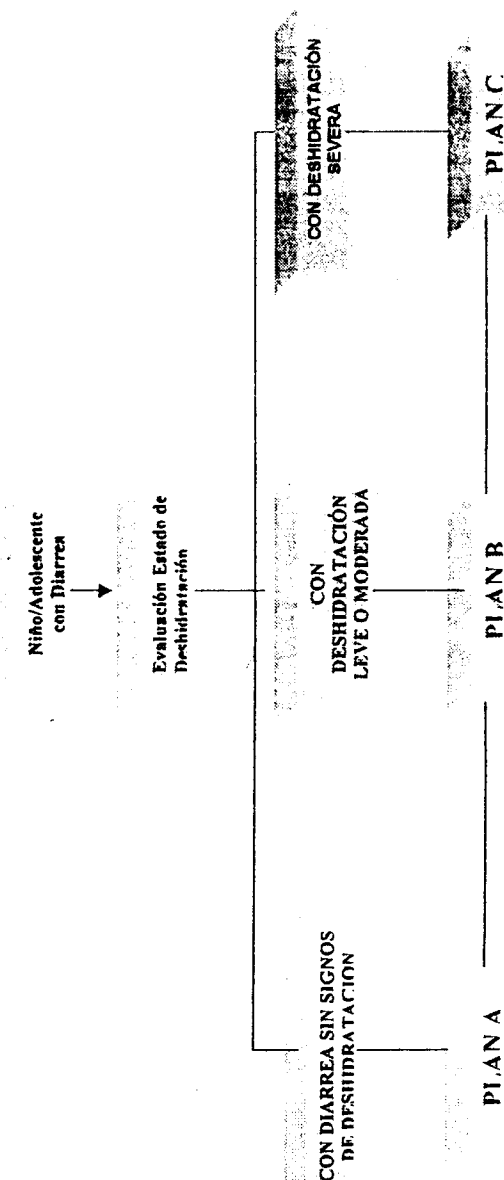 Niño/Adolescente
con Diarrea
Evaluación Estado de
Deshidratación
CON DIARREA SIN SIGNOS
DE DESHIDRATACION
CON
DESHIDRATACIÓN
LEVE O MODERADA
CON DESHIDRATACIÓN
SEVERA
PLAN A
PLAN B
PLAN C